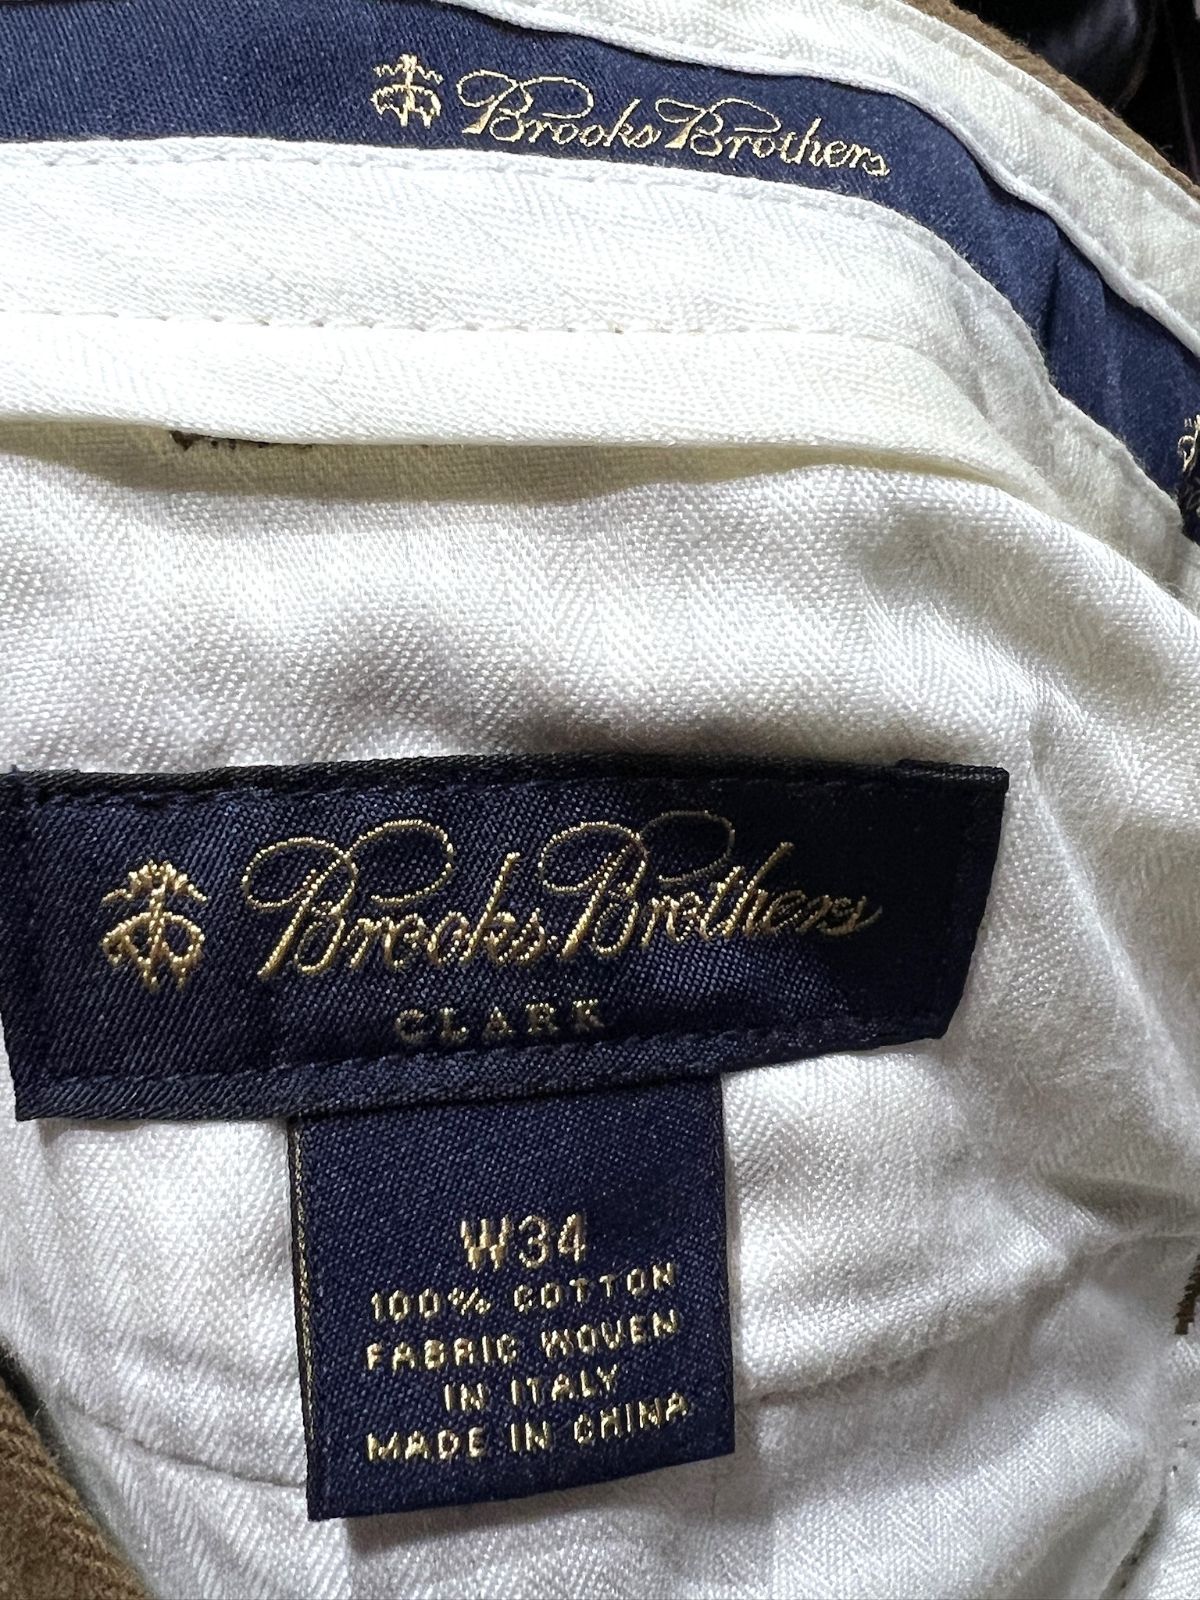 Brooks Brothers
Brooks Brothers
CLARK
W34
100% COTTON
FABRIC WOVEN
IN ITALY
MADE IN CHINA